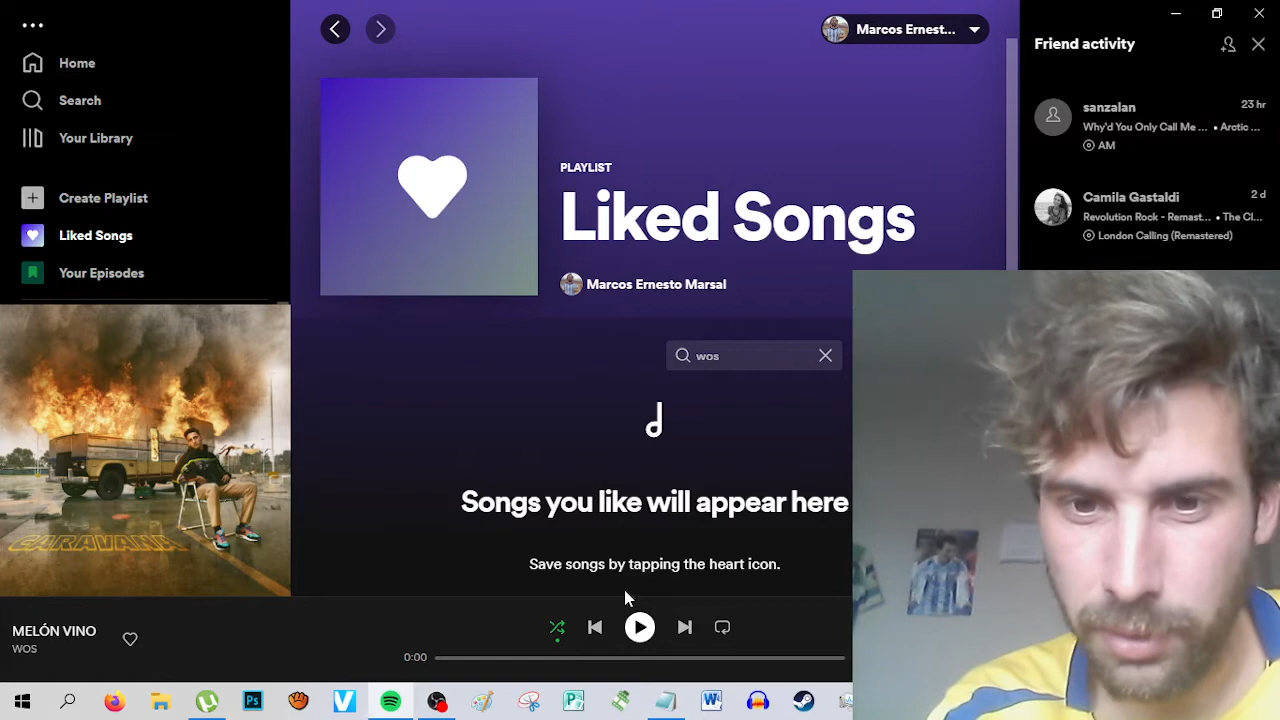 Home
Search
Your Library
Create Playlist
Liked Songs
Your Episodes
Marcos Ernest...
PLAYLIST
Liked Songs
Marcos Ernesto Marsal
wos
Songs you like will appear here
Save songs by tapping the heart icon.
Friend activity
sanzalan
23 hr
Why'd You Only Call Me ... • Arctic ...
AM
Camila Gastaldi
2 d
Revolution Rock - Remast... • The Cl...
London Calling (Remastered)
CARAVANA
MELÓN VINO
WOS
0:00
Ps
V
P
W